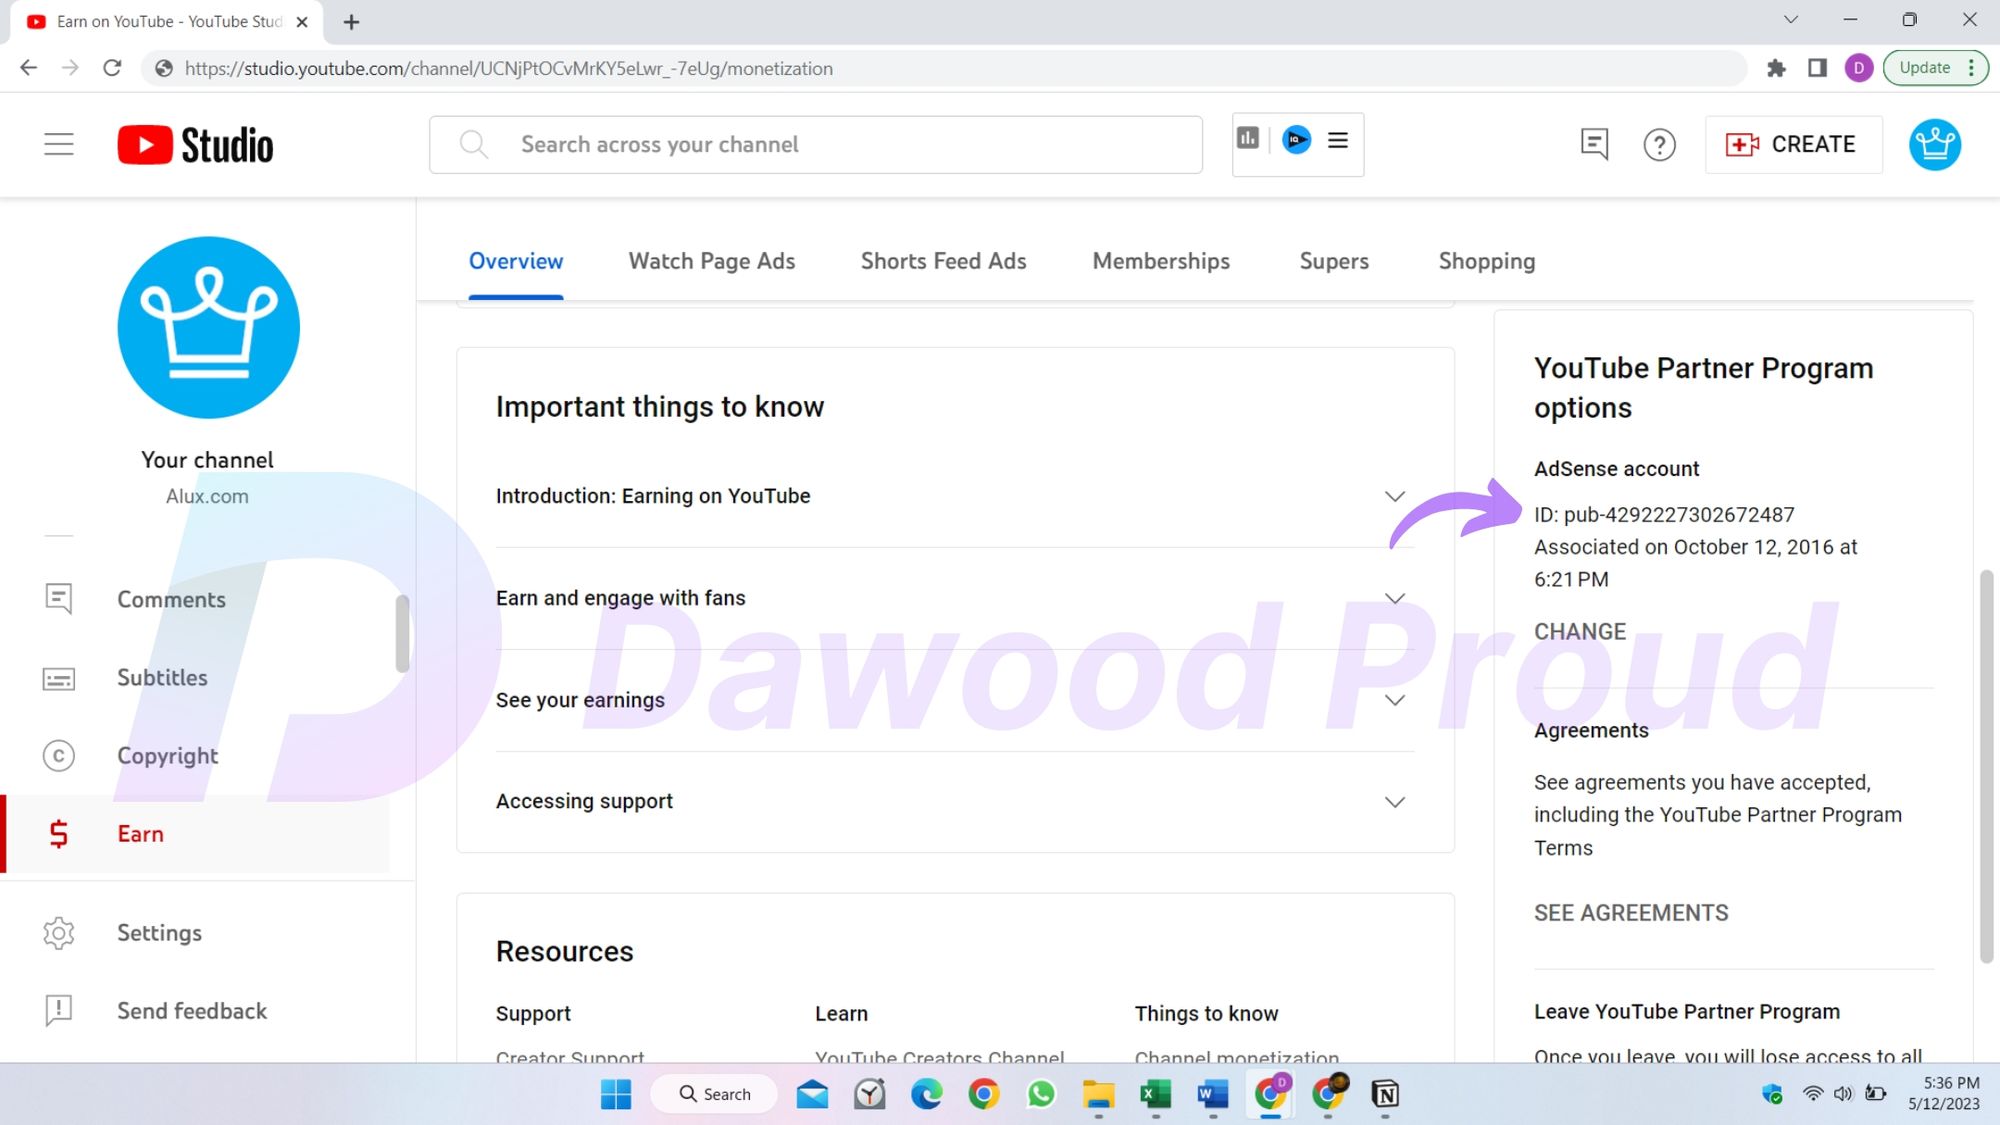 Earn on YouTube - YouTube Stud
https://studio.youtube.com/channel/UCNjPtOCvMrKY5eLwr_-7eUg/monetization
D
Update
Studio
Search across your channel
IQ
?
CREATE
Your channel
Alux.com
Comments
Subtitles
Copyright
$ Earn
Settings
Send feedback
Overview
Watch Page Ads
Shorts Feed Ads
Memberships
Supers
Shopping
Important things to know
Introduction: Earning on YouTube
Earn and engage with fans
See your earnings
Accessing support
Resources
Support
Learn
Things to know
Creator Support
YouTube Creators Channel
Channel monetization
YouTube Partner Program
options
AdSense account
ID: pub-4292227302672487
Associated on October 12, 2016 at
6:21 PM
CHANGE
Agreements
See agreements you have accepted,
including the YouTube Partner Program
Terms
SEE AGREEMENTS
Leave YouTube Partner Program
Once you leave, you will lose access to all
Dawood Proud
Search
5:36 PM
5/12/2023